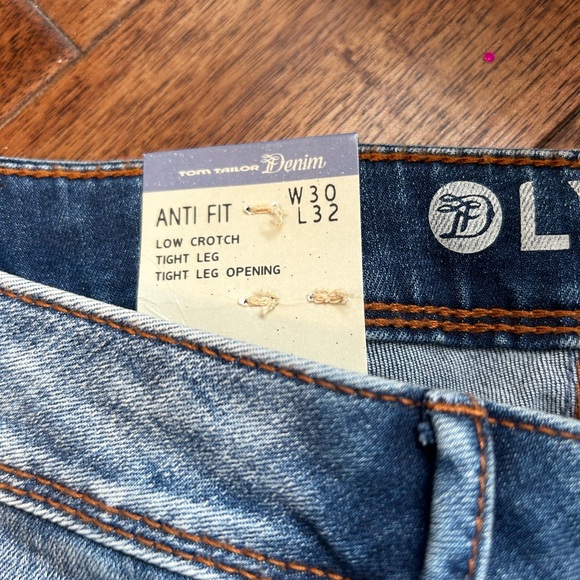 TOM TAILOR Denim
ANTI FIT
W30
L32
LOW CROTCH
TIGHT LEG
TIGHT LEG OPENING